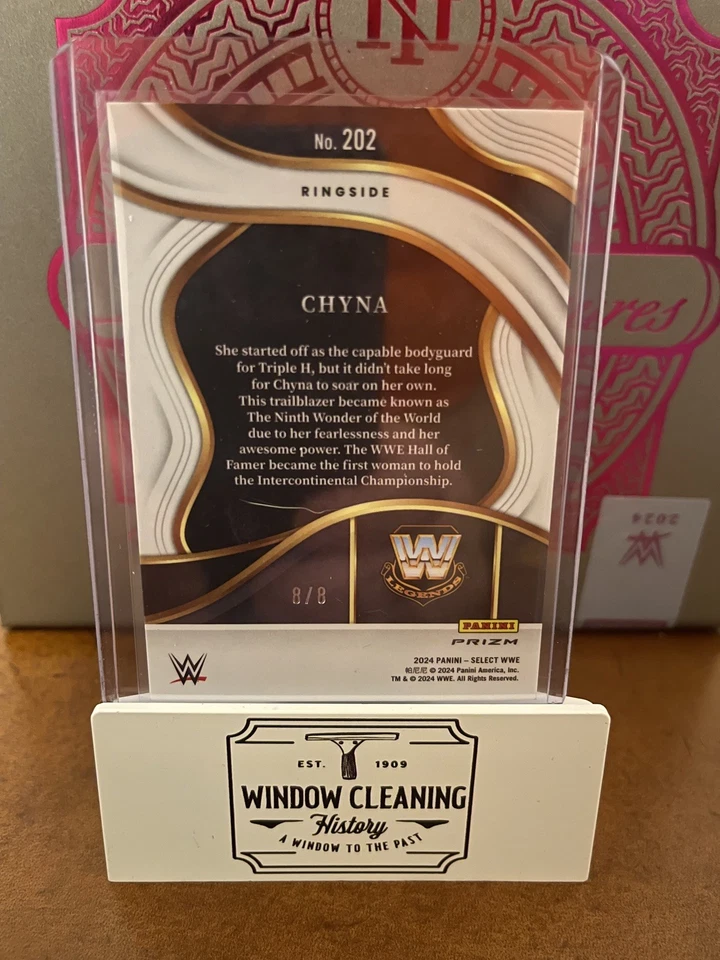 No. 202
RINGSIDE
CHYNA
She started off as the capable bodyguard
for Triple H, but it didn't take long
for Chyna to soar on her own.
This trailblazer became known as
The Ninth Wonder of the World
due to her fearlessness and her
awesome power. The WWE Hall of
Famer became the first woman to hold
the Intercontinental Championship.
8/8
LEGENDS
PANINI
PRIZM
2024 PANINI – SELECT WWE
帕尼尼 © 2024 Panini America, Inc.
TM & © 2024 WWE. All Rights Reserved.
2024
EST. 1909
WINDOW CLEANING
History
A WINDOW TO THE PAST